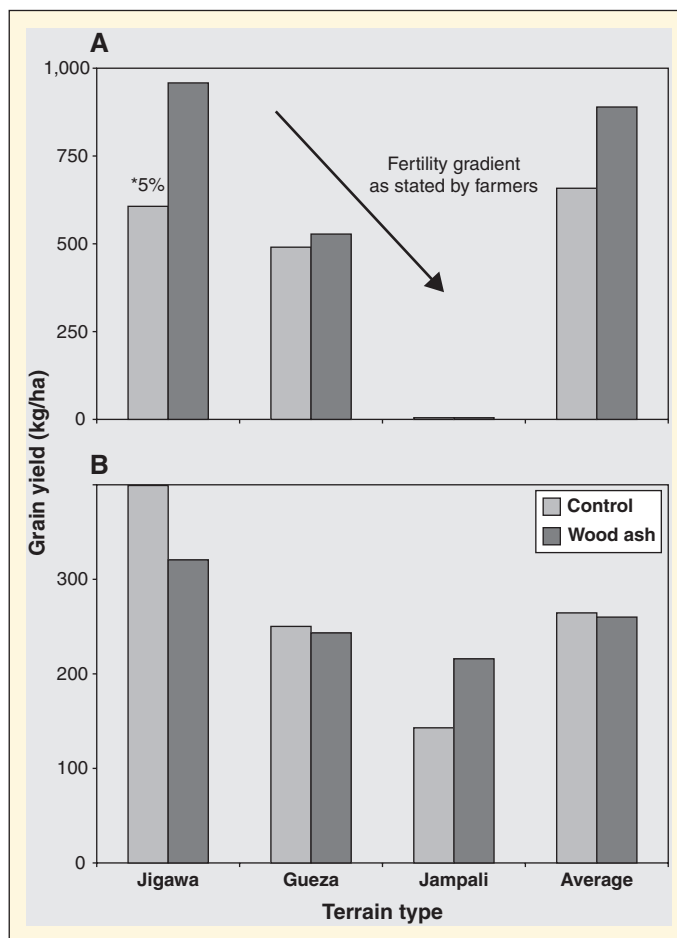 A
1,000
750
500
250
0
*5%
Fertility gradient
as stated by farmers
Grain yield (kg/ha)
B
300
200
100
0
Control
Wood ash
Jigawa Gueza Jampali Average
Terrain type